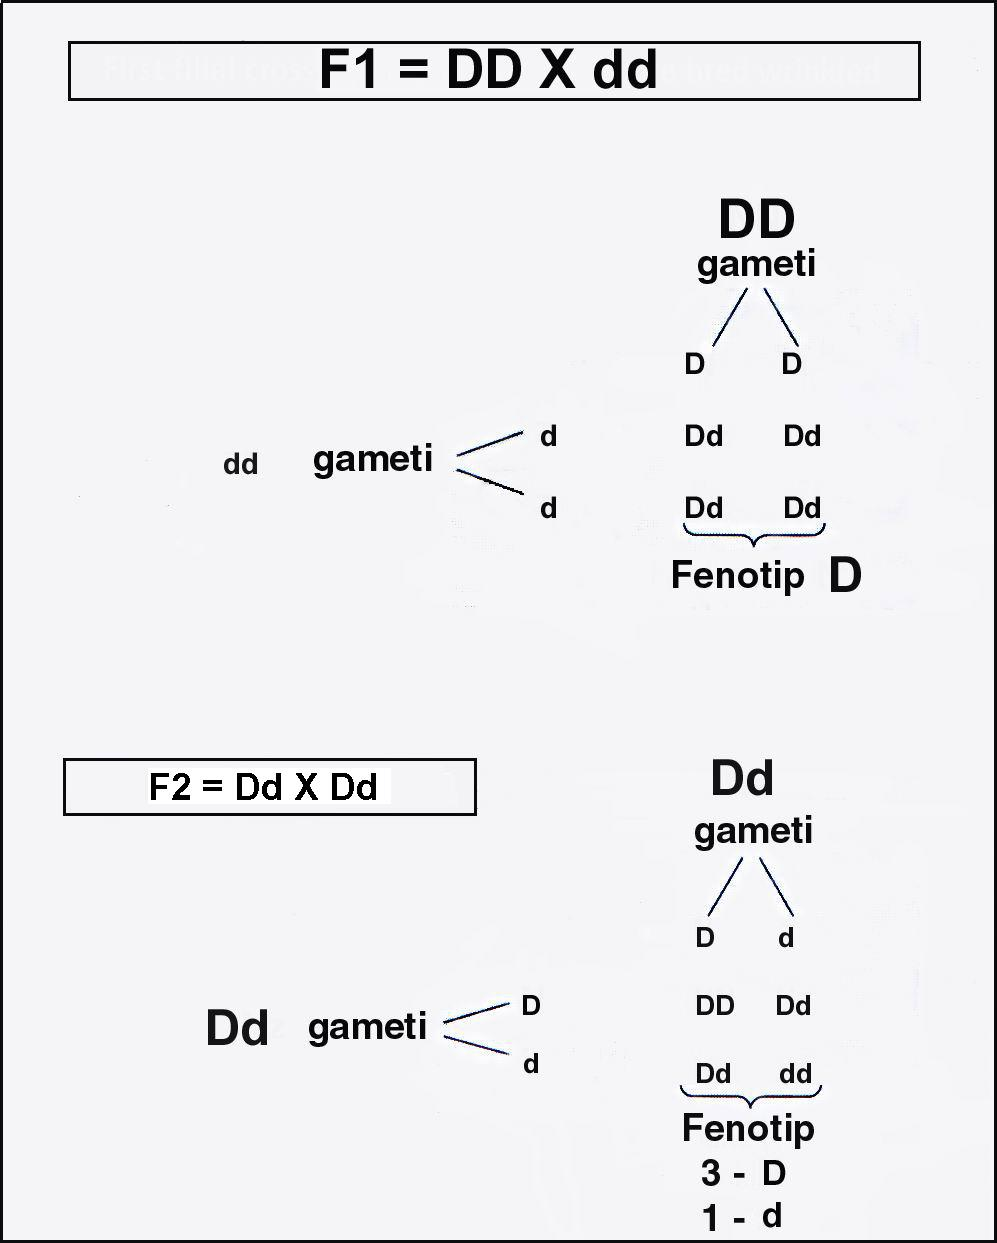 F1 = DD X dd
DD
gameti
D D
dd gameti d Dd Dd
d Dd Dd
Fenotip D
F2 = Dd X Dd
Dd
gameti
D d
Dd gameti D DD Dd
d Dd dd
Fenotip
3 - D
1 - d